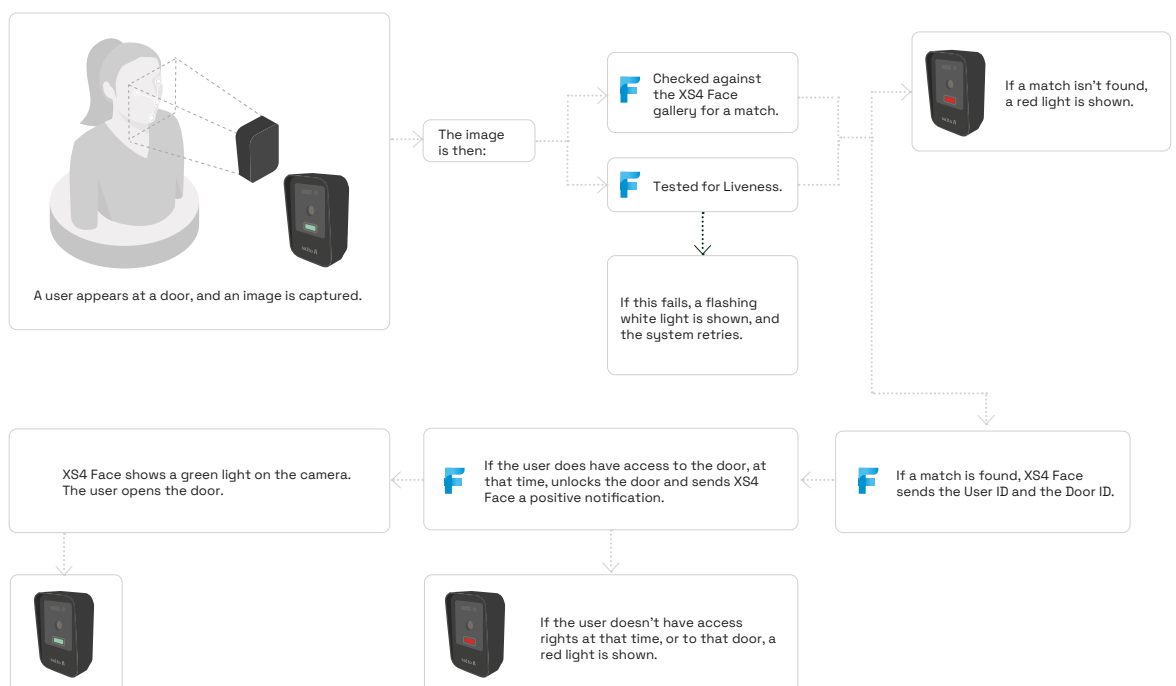 A user appears at a door, and an image is captured.
The image
is then:
Checked against
the XS4 Face
gallery for a match.
Tested for Liveness.
If this fails, a flashing
white light is shown, and
the system retries.
If a match isn't found,
a red light is shown.
If a match is found, XS4 Face
sends the User ID and the Door ID.
If the user does have access to the door, at
that time, unlocks the door and sends XS4
Face a positive notification.
If the user doesn't have access
rights at that time, or to that door, a
red light is shown.
XS4 Face shows a green light on the camera.
The user opens the door.